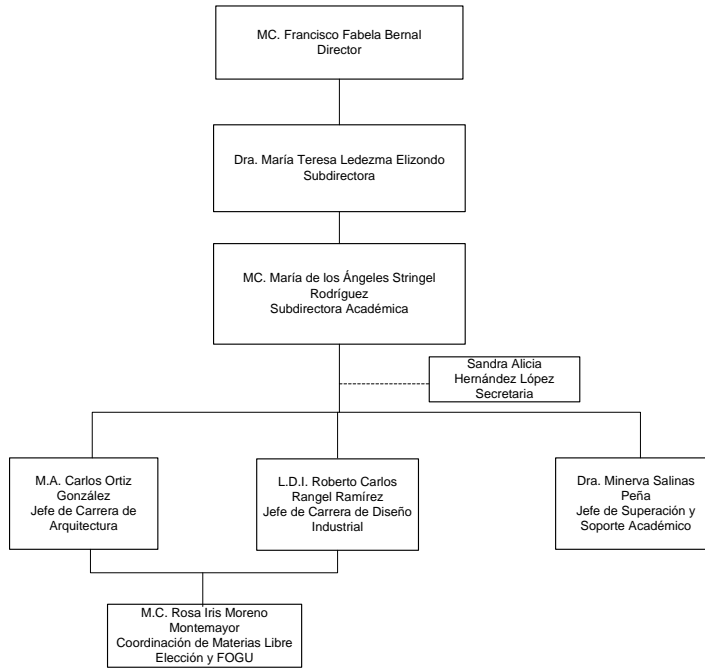 MC. Francisco Fabela Bernal
Director
Dra. María Teresa Ledezma Elizondo
Subdirectora
MC. María de los Ángeles Stringel
Rodríguez
Subdirectora Académica
Sandra Alicia
Hernández López
Secretaria
M.A. Carlos Ortiz
González
Jefe de Carrera de
Arquitectura
L.D.I. Roberto Carlos
Rangel Ramírez
Jefe de Carrera de Diseño
Industrial
Dra. Minerva Salinas
Peña
Jefe de Superación y
Soporte Académico
M.C. Rosa Iris Moreno
Montemayor
Coordinación de Materias Libre
Elección y FOGU